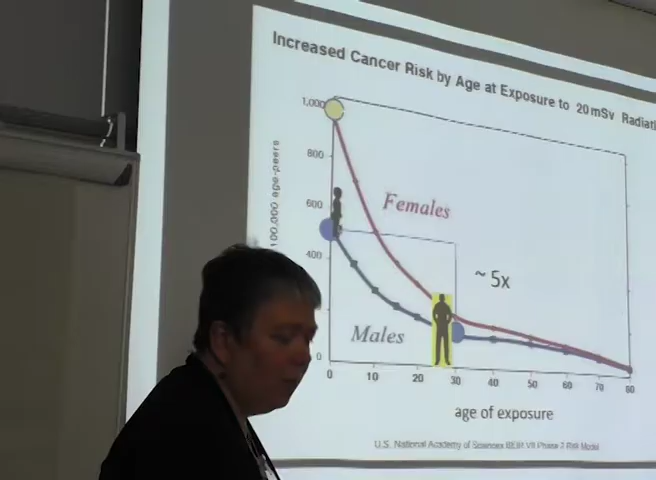 Increased Cancer Risk by Age at Exposure to 20mSv
1,000
800
600
400
0
100,000 age-peers
Females
~ 5x
Males
0 10 20 30 40 50 60 70 80
age of exposure
U.S. National Academy of Sciences BEIR VII Phase 2 Risk Model